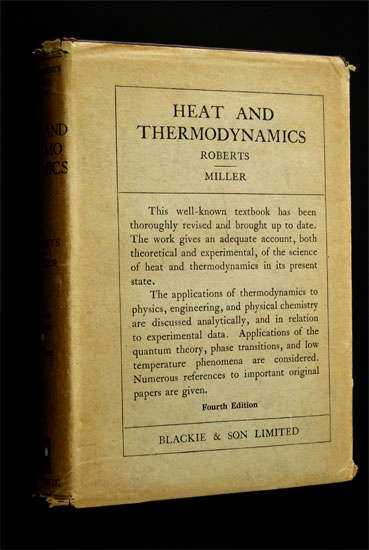 HEAT AND
THERMODYNAMICS
ROBERTS
MILLER
This well-known textbook has been
thoroughly revised and brought up to date.
The work gives an adequate account, both
theoretical and experimental, of the science
of heat and thermodynamics in its present
state.
The applications of thermodynamics to
physics, engineering, and physical chemistry
are discussed analytically, and in relation
to experimental data. Applications of the
quantum theory, phase transitions, and low
temperature phenomena are considered.
Numerous references to important original
papers are given.
Fourth Edition
BLACKIE & SON LIMITED
AND
MO
MICS